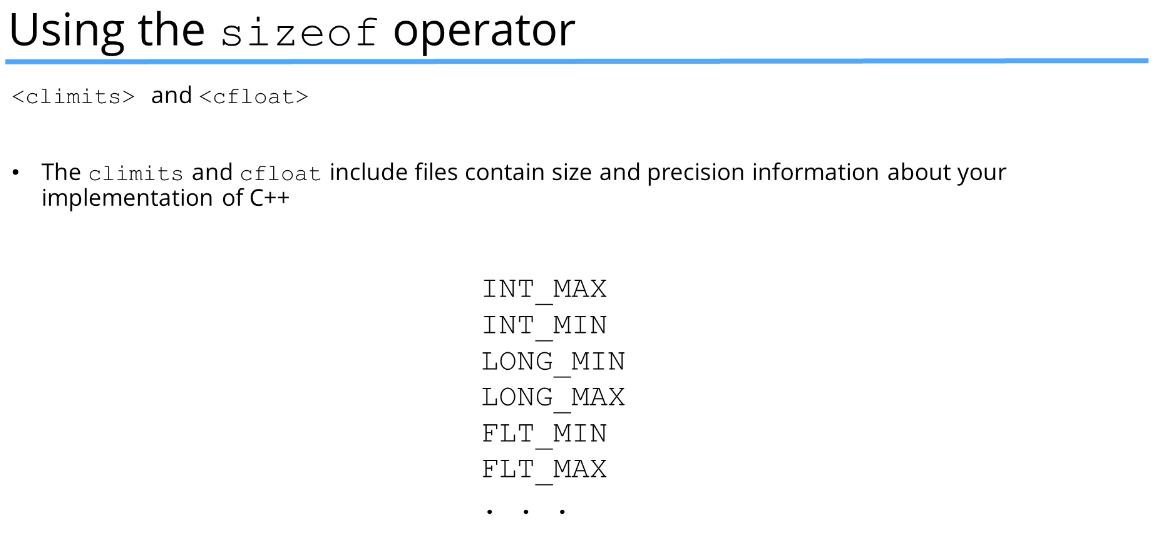 Using the sizeof operator
<climits> and <cfloat>
• The climits and cfloat include files contain size and precision information about your
implementation of C++
INT_MAX
INT_MIN
LONG_MIN
LONG_MAX
FLT_MIN
FLT_MAX
. . .